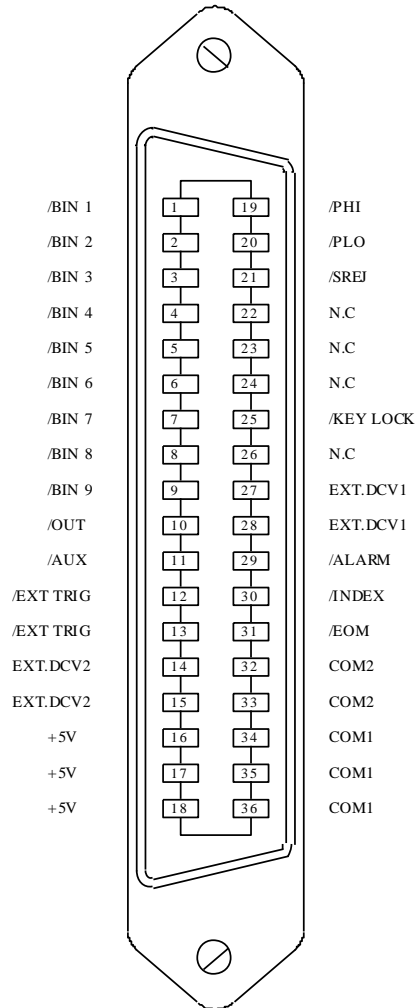 /BIN 1 1 19 /PHI
/BIN 2 2 20 /PLO
/BIN 3 3 21 /SREJ
/BIN 4 4 22 N.C
/BIN 5 5 23 N.C
/BIN 6 6 24 N.C
/BIN 7 7 25 /KEY LOCK
/BIN 8 8 26 N.C
/BIN 9 9 27 EXT.DCV1
/OUT 10 28 EXT.DCV1
/AUX 11 29 /ALARM
/EXT TRIG 12 30 /INDEX
/EXT TRIG 13 31 /EOM
EXT.DCV2 14 32 COM2
EXT.DCV2 15 33 COM2
+5V 16 34 COM1
+5V 17 35 COM1
+5V 18 36 COM1